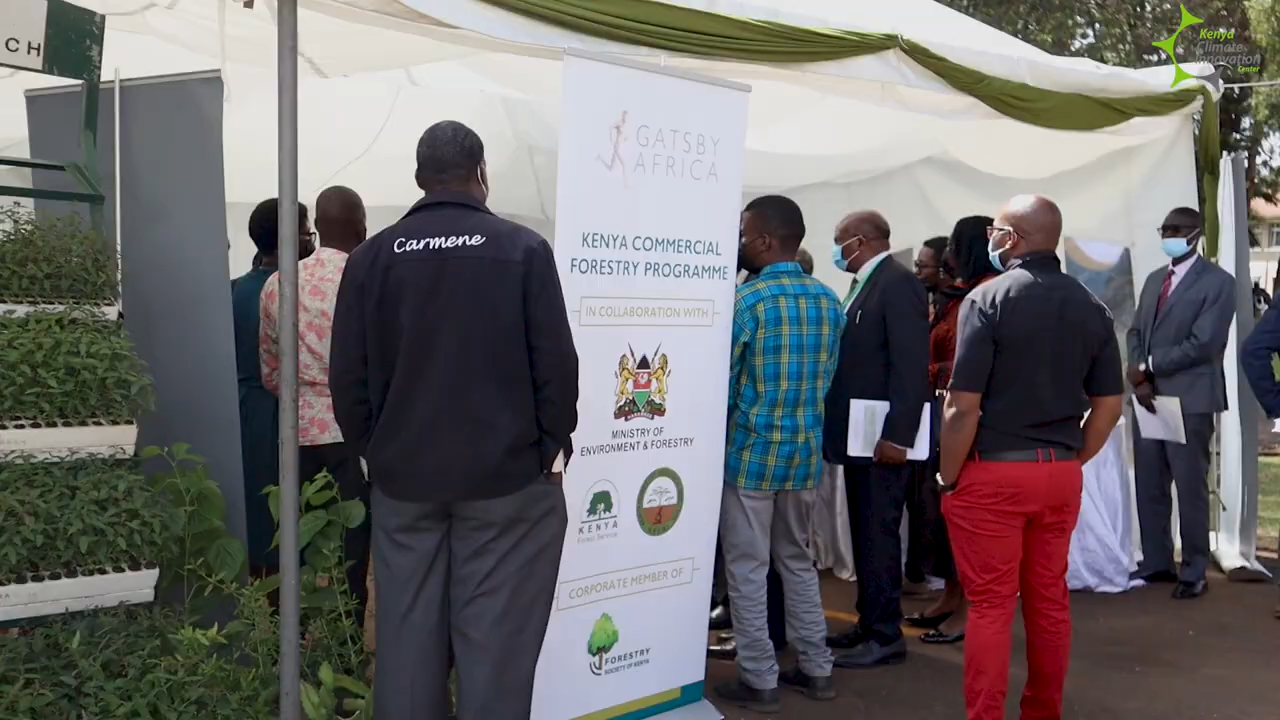 CH
Kenya
Climate
Innovation
Center
GATSBY
AFRICA
Carmene
KENYA COMMERCIAL
FORESTRY PROGRAMME
IN COLLABORATION WITH
MINISTRY OF
ENVIRONMENT & FORESTRY
KENYA
Forest Service
CORPORATE MEMBER OF
FORESTRY
SOCIETY OF KENYA